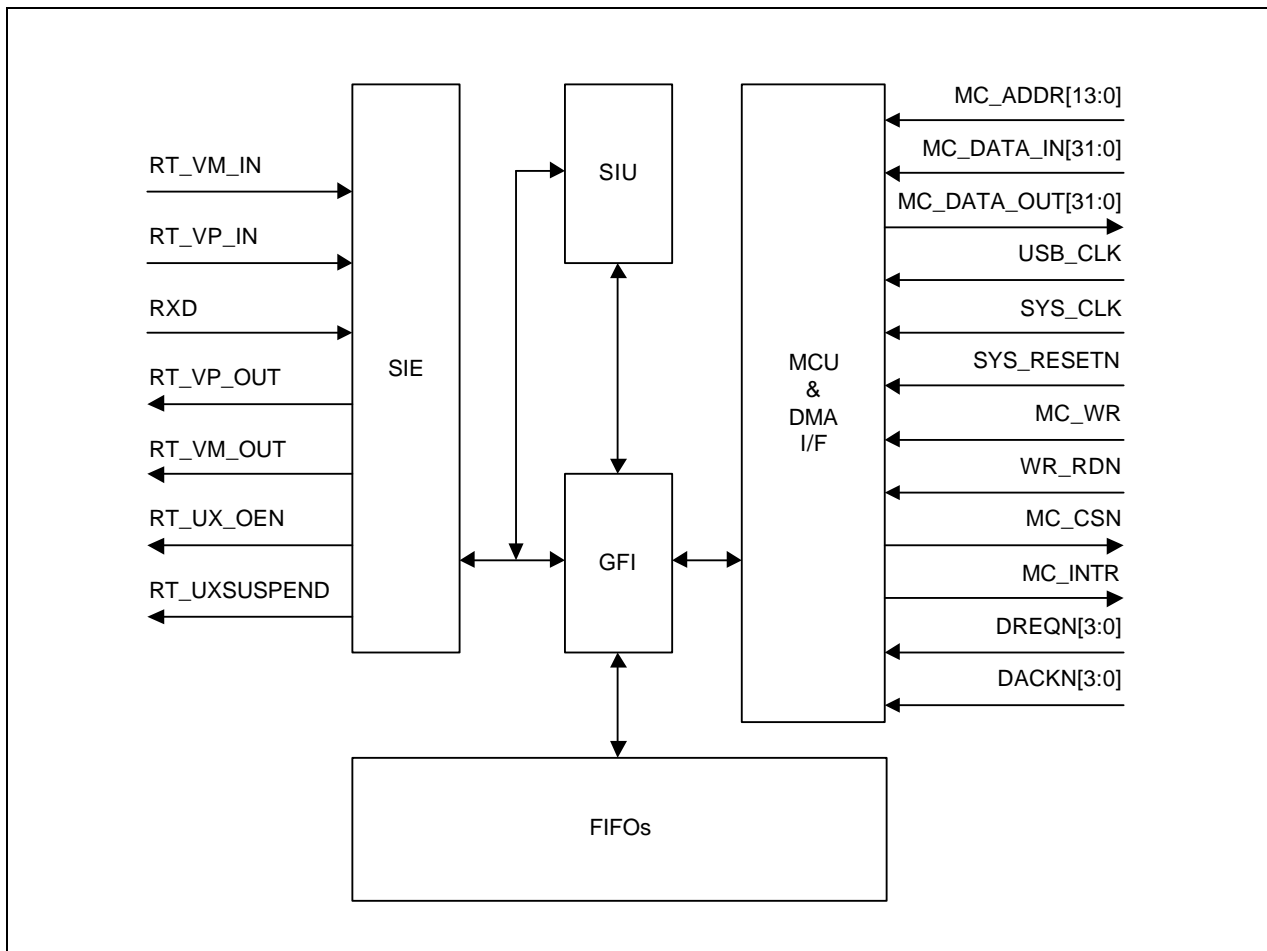 RT_VM_IN
RT_VP_IN
RXD
RT_VP_OUT
RT_VM_OUT
RT_UX_OEN
RT_UXSUSPEND
SIE
SIU
GFI
FIFOs
MCU
&
DMA
I/F
MC_ADDR[13:0]
MC_DATA_IN[31:0]
MC_DATA_OUT[31:0]
USB_CLK
SYS_CLK
SYS_RESETN
MC_WR
WR_RDN
MC_CSN
MC_INTR
DREQN[3:0]
DACKN[3:0]